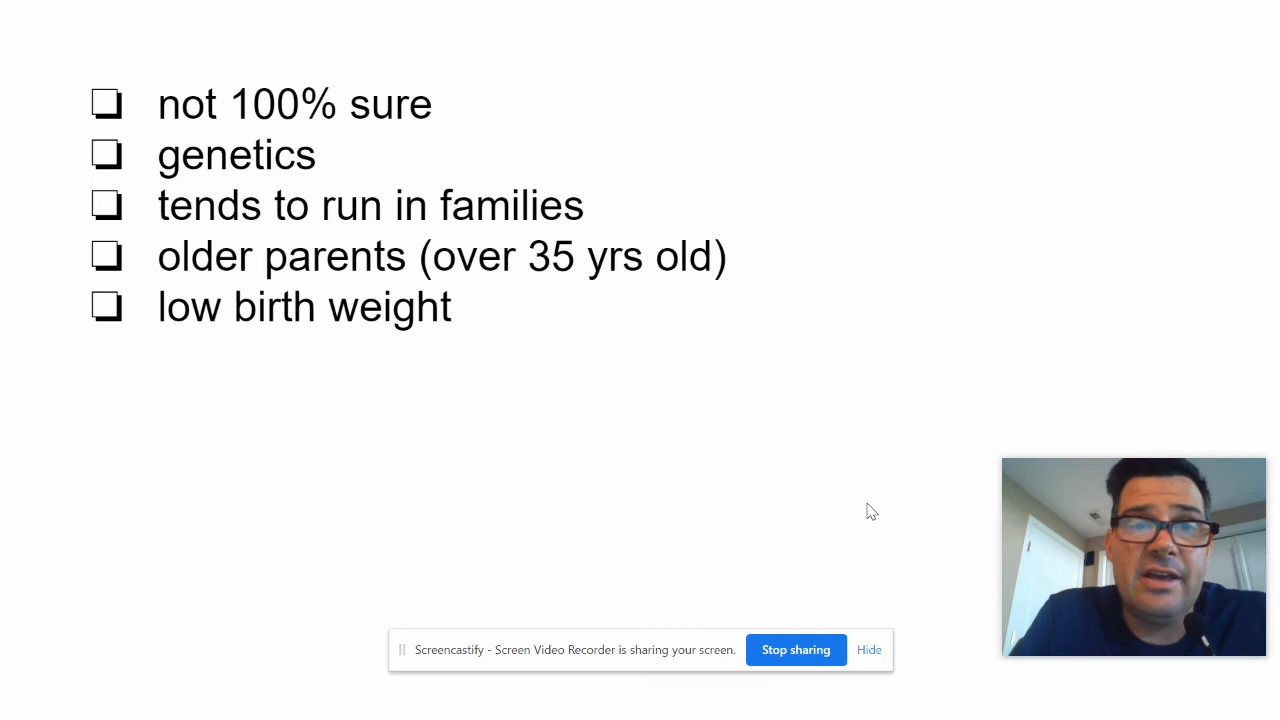 not 100% sure
genetics
tends to run in families
older parents (over 35 yrs old)
low birth weight
Screencastify - Screen Video Recorder is sharing your screen. Stop sharing Hide